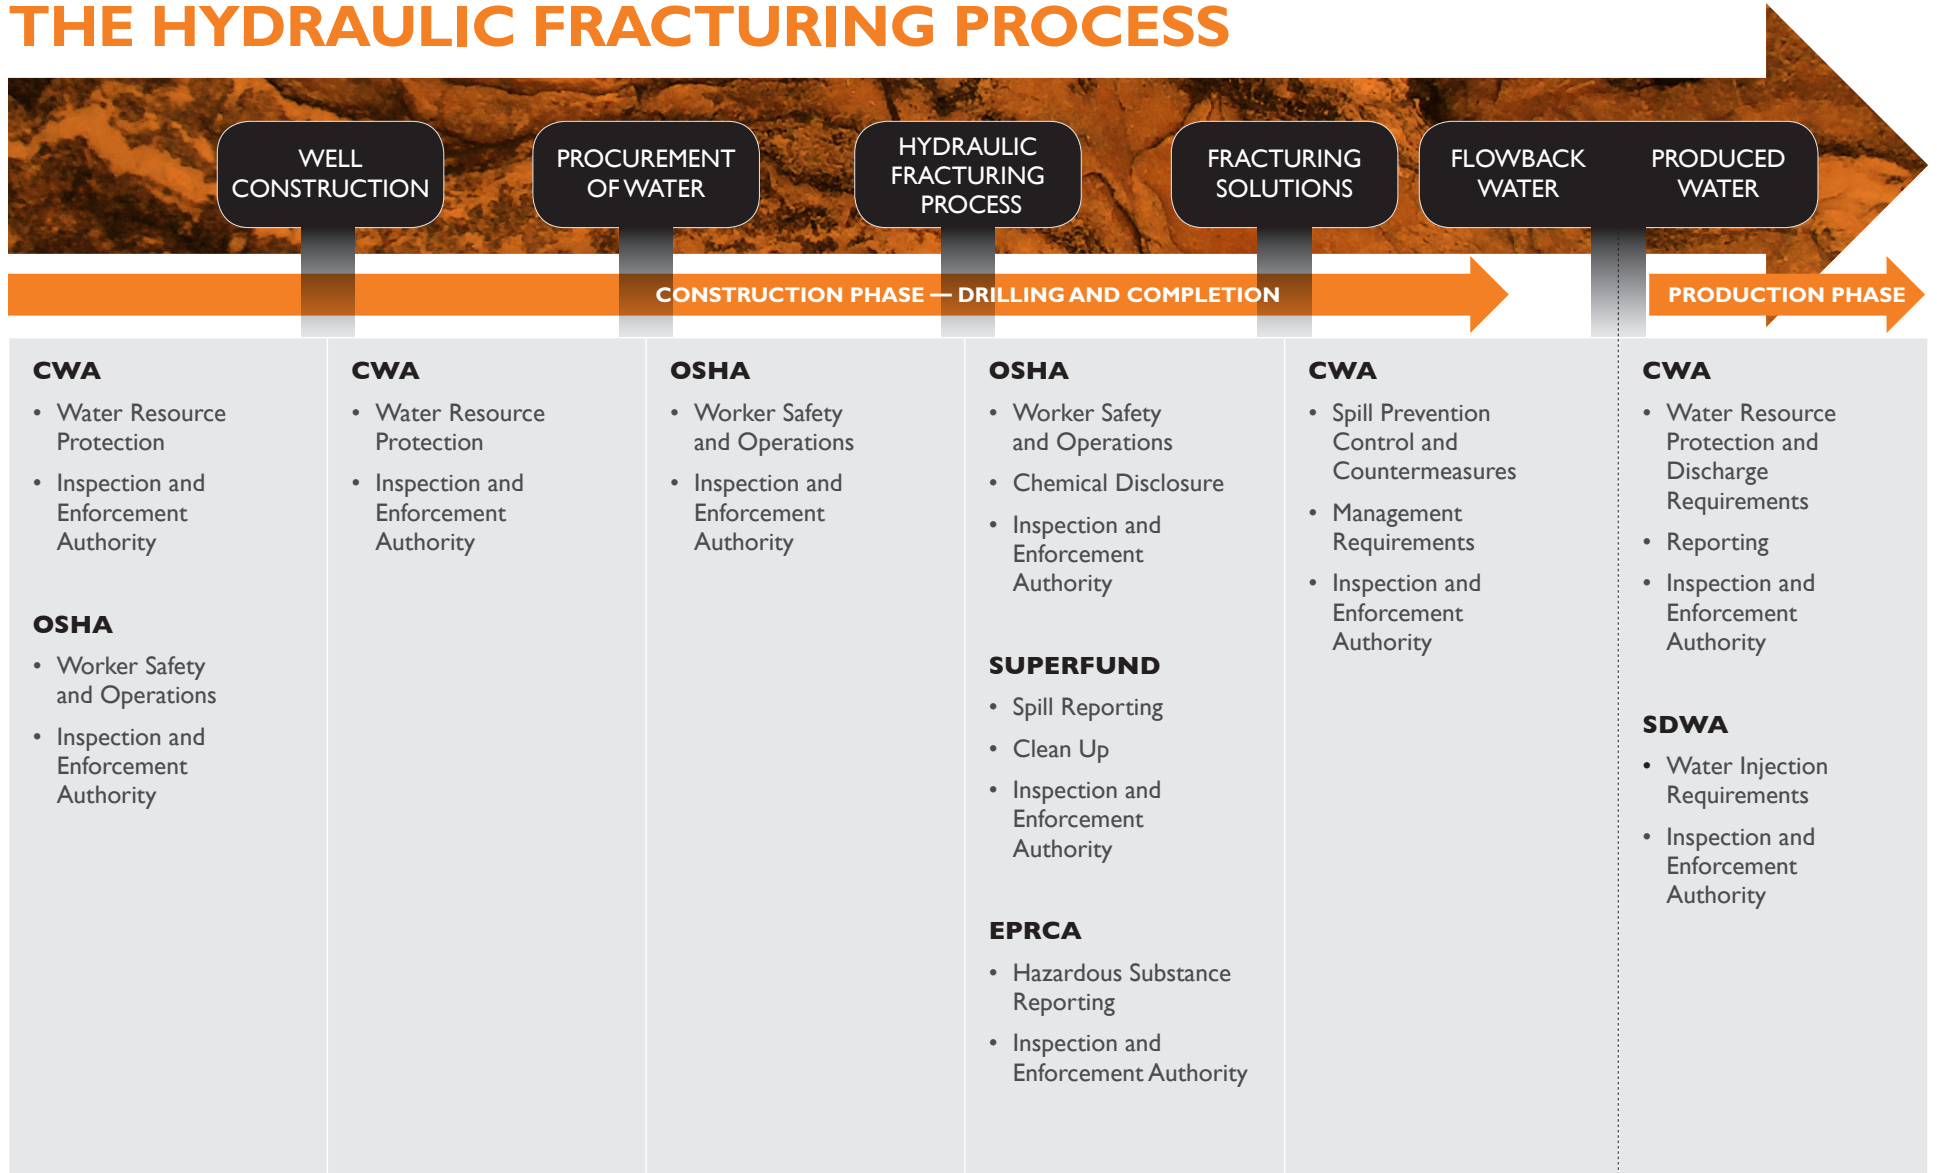 THE HYDRAULIC FRACTURING PROCESS
WELL
CONSTRUCTION
PROCUREMENT
OF WATER
HYDRAULIC
FRACTURING
PROCESS
FRACTURING
SOLUTIONS
FLOWBACK
WATER
PRODUCED
WATER
CONSTRUCTION PHASE — DRILLING AND COMPLETION
PRODUCTION PHASE
CWA
• Water Resource
Protection
• Inspection and
Enforcement
Authority
OSHA
• Worker Safety
and Operations
• Inspection and
Enforcement
Authority
CWA
• Water Resource
Protection
• Inspection and
Enforcement
Authority
OSHA
• Worker Safety
and Operations
• Inspection and
Enforcement
Authority
OSHA
• Worker Safety
and Operations
• Chemical Disclosure
• Inspection and
Enforcement
Authority
SUPERFUND
• Spill Reporting
• Clean Up
• Inspection and
Enforcement
Authority
EPRCA
• Hazardous Substance
Reporting
• Inspection and
Enforcement Authority
CWA
• Spill Prevention
Control and
Countermeasures
• Management
Requirements
• Inspection and
Enforcement
Authority
CWA
• Water Resource
Protection and
Discharge
Requirements
• Reporting
• Inspection and
Enforcement
Authority
SDWA
• Water Injection
Requirements
• Inspection and
Enforcement
Authority